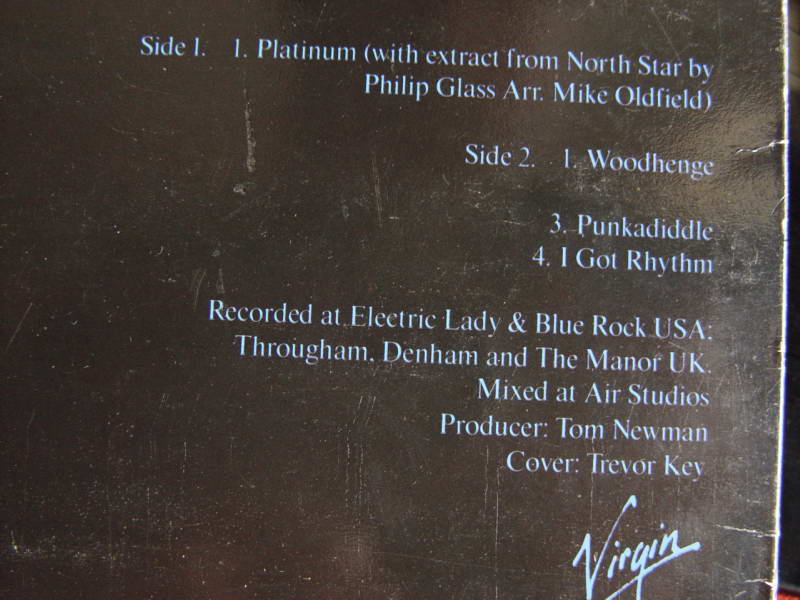 Side 1. 1. Platinum (with extract from North Star by
Philip Glass Arr. Mike Oldfield)
Side 2. 1. Woodhenge
3. Punkadiddle
4. I Got Rhythm
Recorded at Electric Lady & Blue Rock USA.
Througham, Denham and The Manor UK.
Mixed at Air Studios
Producer: Tom Newman
Cover: Trevor Key
Virgin